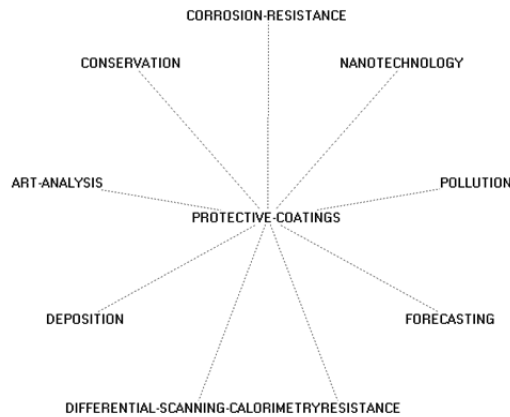 CORROSION-RESISTANCE
CONSERVATION
NANOTECHNOLOGY
ART-ANALYSIS
POLLUTION
PROTECTIVE-COATINGS
DEPOSITION
FORECASTING
DIFFERENTIAL-SCANNING-CALORIMETRYRESISTANCE